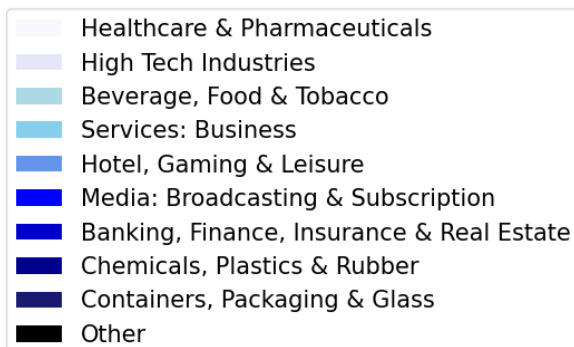 Healthcare & Pharmaceuticals
High Tech Industries
Beverage, Food & Tobacco
Services: Business
Hotel, Gaming & Leisure
Media: Broadcasting & Subscription
Banking, Finance, Insurance & Real Estate
Chemicals, Plastics & Rubber
Containers, Packaging & Glass
Other